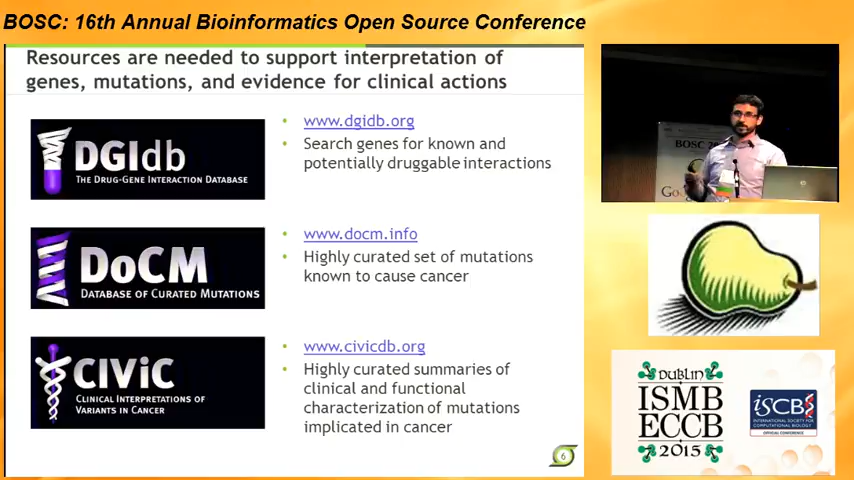 BOSC: 16th Annual Bioinformatics Open Source Conference
Resources are needed to support interpretation of
genes, mutations, and evidence for clinical actions
DGIdb
THE DRUG-GENE INTERACTION DATABASE
• www.dgidb.org
• Search genes for known and
potentially druggable interactions
DoCM
DATABASE OF CURATED MUTATIONS
• www.docm.info
• Highly curated set of mutations
known to cause cancer
CIViC
CLINICAL INTERPRETATIONS OF
VARIANTS IN CANCER
• www.civicdb.org
• Highly curated summaries of
clinical and functional
characterization of mutations
implicated in cancer
6
BOSC
DUBLIN
ISMB
ECCB
2015
iSCB
INTERNATIONAL SOCIETY FOR
COMPUTATIONAL BIOLOGY
OFFICIAL CONFERENCE